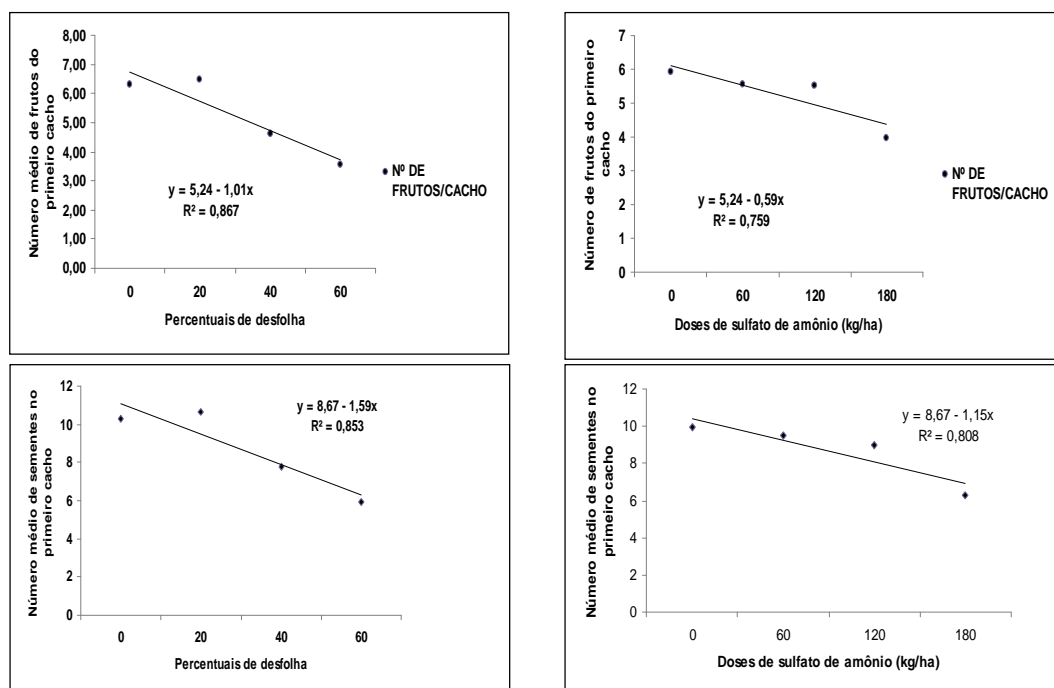 Número médio de frutos do
primeiro cacho
8,00
7,00
6,00
5,00
4,00
3,00
2,00
1,00
0,00
0 20 40 60
Percentuais de desfolha
y = 5,24 - 1,01x
R² = 0,867
Nº DE
FRUTOS/CACHO
Número de frutos do primeiro
cacho
7
6
5
4
3
2
1
0
0 60 120 180
Doses de sulfato de amônio (kg/ha)
y = 5,24 - 0,59x
R² = 0,759
Nº DE
FRUTOS/CACHO
Número médio de sementes no
primeiro cacho
12
10
8
6
4
2
0
0 20 40 60
Percentuais de desfolha
y = 8,67 - 1,59x
R² = 0,853
Número médio de sementes no
primeiro cacho
12
10
8
6
4
2
0
0 60 120 180
Doses de sulfato de amônio (kg/ha)
y = 8,67 - 1,15x
R² = 0,808